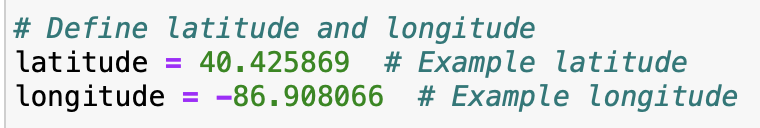 # Define latitude and longitude
latitude = 40.425869  # Example latitude
longitude = -86.908066  # Example longitude